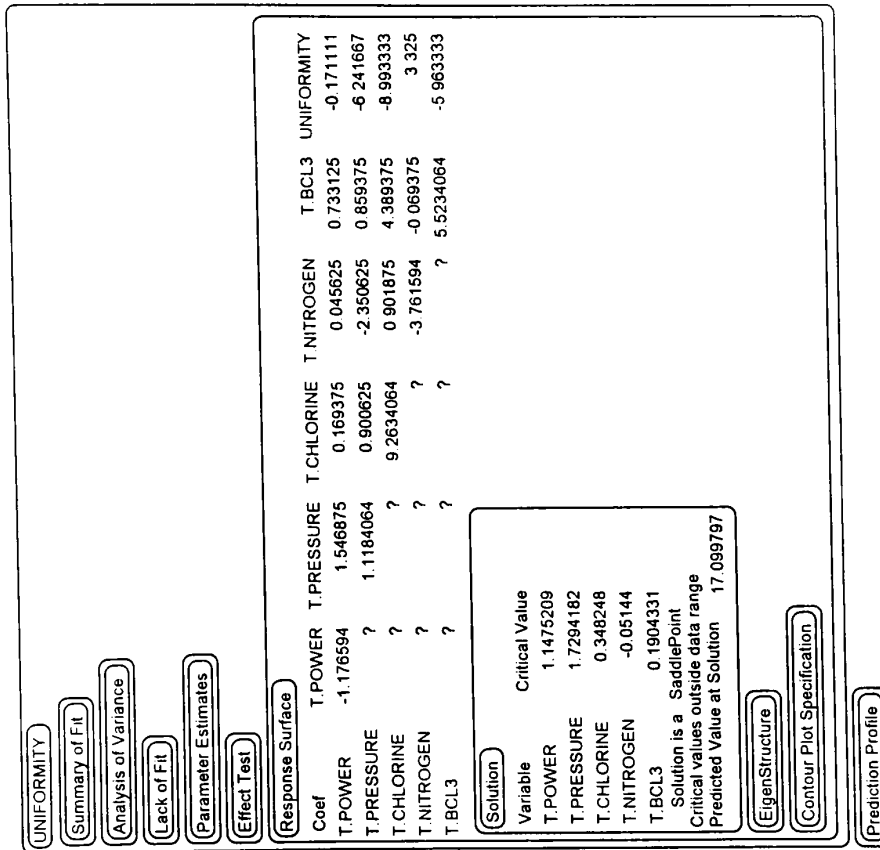 UNIFORMITY
Summary of Fit
Analysis of Variance
Lack of Fit
Parameter Estimates
Effect Test
Response Surface
Coef T.POWER T.PRESSURE T.CHLORINE T.NITROGEN T.BCL3 UNIFORMITY
T.POWER -1.176594 1.546875 0.169375 0.045625 0.733125 -0.171111
T.PRESSURE ? 1.1184064 0.900625 -2.350625 0.859375 -6 241667
T.CHLORINE ? ? 9.2634064 0 901875 4.389375 -8.993333
T.NITROGEN ? ? ? -3.761594 -0 069375 3 325
T.BCL3 ? ? ? ? 5.5234064 -5 963333
Solution
Variable Critical Value
T.POWER 1.1475209
T.PRESSURE 1.7294182
T.CHLORINE 0.348248
T.NITROGEN -0.05144
T.BCL3 0.1904331
Solution is a SaddlePoint
Critical values outside data range
Predicted Value at Solution 17.099797
EigenStructure
Contour Plot Specification
Prediction Profile